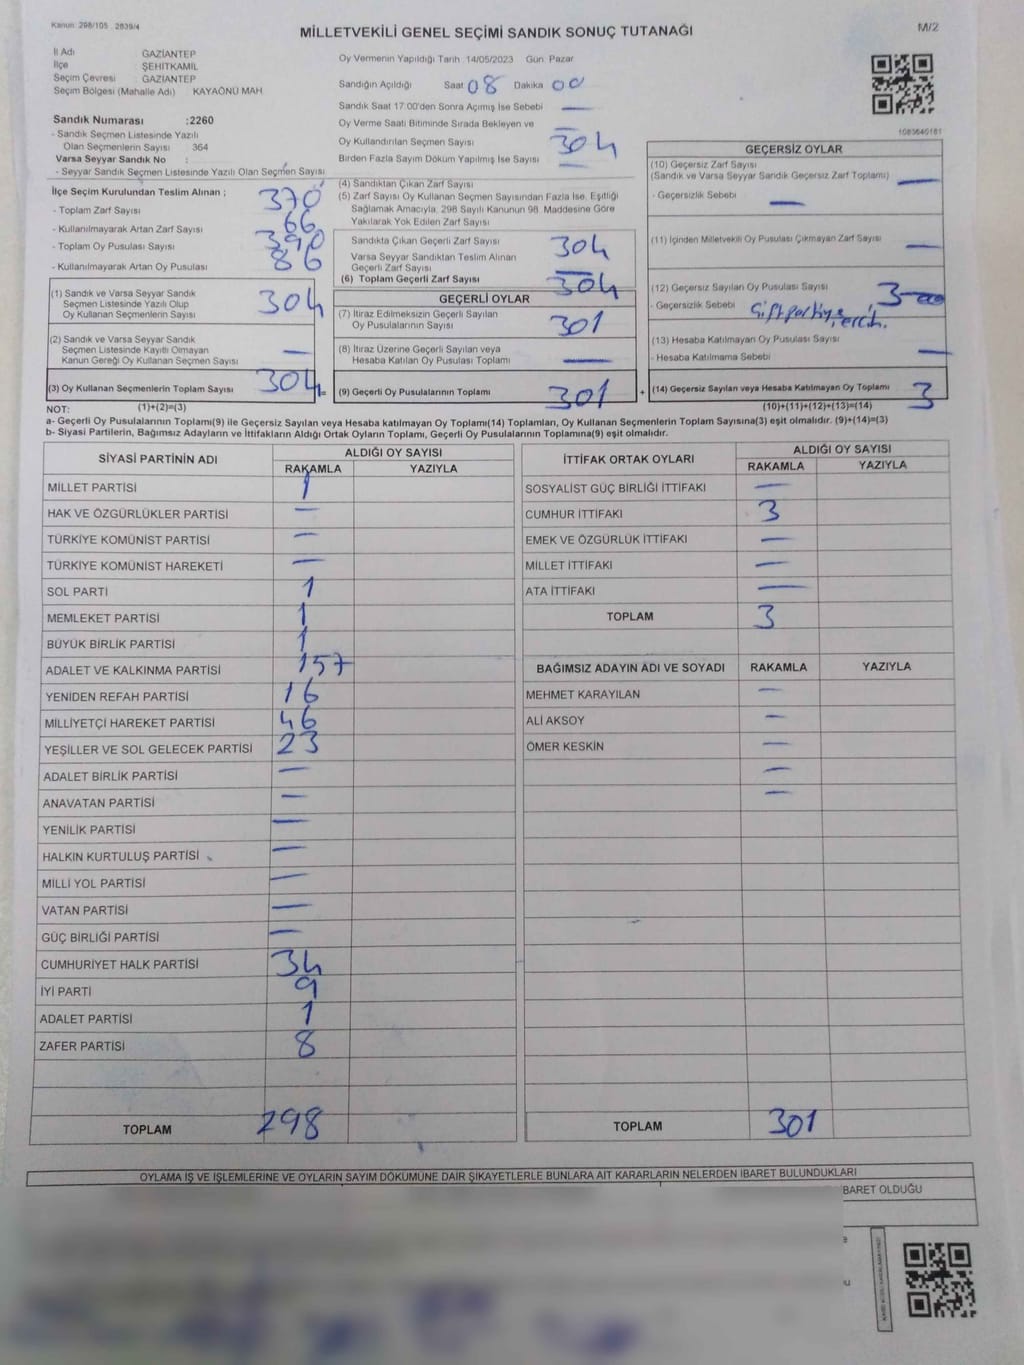 Kanun: 298/105 , 2839/4
MİLLETVEKİLİ GENEL SEÇİMİ SANDIK SONUÇ TUTANAĞI
M/2
İl Adı : GAZİANTEP
İlçe : ŞEHİTKAMİL
Seçim Çevresi : GAZİANTEP
Seçim Bölgesi (Mahalle Adı) KAYAÖNÜ MAH
Sandık Numarası :2260
- Sandık Seçmen Listesinde Yazılı
Olan Seçmenlerin Sayısı : 364
Varsa Seyyar Sandık No :
- Seyyar Sandık Seçmen Listesinde Yazılı Olan Seçmen Sayısı :
Oy Vermenin Yapıldığı Tarih 14/05/2023 Gün: Pazar
Sandığın Açıldığı Saat 08 Dakika 00
Sandık Saat 17:00'den Sonra Açılmış İse Sebebi —
Oy Verme Saati Bitiminde Sırada Bekleyen ve —
Oy Kullandırılan Seçmen Sayısı 304
Birden Fazla Sayım Döküm Yapılmış İse Sayısı —
1083640161
İlçe Seçim Kurulundan Teslim Alınan ;
- Toplam Zarf Sayısı 370
- Kullanılmayarak Artan Zarf Sayısı 66
- Toplam Oy Pusulası Sayısı 390
- Kullanılmayarak Artan Oy Pusulası 86
(1) Sandık ve Varsa Seyyar Sandık
Seçmen Listesinde Yazılı Olup
Oy Kullanan Seçmenlerin Sayısı 304
(2) Sandık ve Varsa Seyyar Sandık
Seçmen Listesinde Kayıtlı Olmayan
Kanun Gereği Oy Kullanan Seçmen Sayısı —
(3) Oy Kullanan Seçmenlerin Toplam Sayısı 304 =
(4) Sandıktan Çıkan Zarf Sayısı
(5) Zarf Sayısı Oy Kullanan Seçmen Sayısından Fazla İse, Eşitliği
Sağlamak Amacıyla, 298 Sayılı Kanunun 98. Maddesine Göre
Yakılarak Yok Edilen Zarf Sayısı
Sandıkta Çıkan Geçerli Zarf Sayısı 304
Varsa Seyyar Sandıktan Teslim Alınan
Geçerli Zarf Sayısı —
(6) Toplam Geçerli Zarf Sayısı 304
GEÇERLİ OYLAR
(7) İtiraz Edilmeksizin Geçerli Sayılan
Oy Pusulalarının Sayısı 301
(8) İtiraz Üzerine Geçerli Sayılan veya
Hesaba Katılan Oy Pusulası Toplamı —
(9) Geçerli Oy Pusulalarının Toplamı 301 +
GEÇERSİZ OYLAR
(10) Geçersiz Zarf Sayısı
(Sandık ve Varsa Seyyar Sandık Geçersiz Zarf Toplamı) —
- Geçersizlik Sebebi —
(11) İçinden Milletvekili Oy Pusulası Çıkmayan Zarf Sayısı —
(12) Geçersiz Sayılan Oy Pusulası Sayısı 3
- Geçersizlik Sebebi Çift partiye tercih.
(13) Hesaba Katılmayan Oy Pusulası Sayısı —
- Hesaba Katılmama Sebebi
(14) Geçersiz Sayılan veya Hesaba Katılmayan Oy Toplamı 3
NOT: (1)+(2)=(3) (10)+(11)+(12)+(13)=(14)
a- Geçerli Oy Pusulalarının Toplamı(9) ile Geçersiz Sayılan veya Hesaba katılmayan Oy Toplamı(14) Toplamları, Oy Kullanan Seçmenlerin Toplam Sayısına(3) eşit olmalıdır. (9)+(14)=(3)
b- Siyasi Partilerin, Bağımsız Adayların ve İttifakların Aldığı Ortak Oyların Toplamı, Geçerli Oy Pusulalarının Toplamına(9) eşit olmalıdır.
SİYASİ PARTİNİN ADI ALDIĞI OY SAYISI
RAKAMLA YAZIYLA
MİLLET PARTİSİ 1
HAK VE ÖZGÜRLÜKLER PARTİSİ —
TÜRKİYE KOMÜNİST PARTİSİ —
TÜRKİYE KOMÜNİST HAREKETİ —
SOL PARTİ 1
MEMLEKET PARTİSİ 1
BÜYÜK BİRLİK PARTİSİ 1
ADALET VE KALKINMA PARTİSİ 157
YENİDEN REFAH PARTİSİ 16
MİLLİYETÇİ HAREKET PARTİSİ 46
YEŞİLLER VE SOL GELECEK PARTİSİ 23
ADALET BİRLİK PARTİSİ —
ANAVATAN PARTİSİ —
YENİLİK PARTİSİ —
HALKIN KURTULUŞ PARTİSİ —
MİLLİ YOL PARTİSİ —
VATAN PARTİSİ —
GÜÇ BİRLİĞİ PARTİSİ —
CUMHURİYET HALK PARTİSİ 34
İYİ PARTİ 9
ADALET PARTİSİ 1
ZAFER PARTİSİ 8
TOPLAM 298
İTTİFAK ORTAK OYLARI ALDIĞI OY SAYISI
RAKAMLA YAZIYLA
SOSYALİST GÜÇ BİRLİĞİ İTTİFAKI —
CUMHUR İTTİFAKI 3
EMEK VE ÖZGÜRLÜK İTTİFAKI —
MİLLET İTTİFAKI —
ATA İTTİFAKI —
TOPLAM 3
BAĞIMSIZ ADAYIN ADI VE SOYADI RAKAMLA YAZIYLA
MEHMET KARAYILAN —
ALİ AKSOY —
ÖMER KESKİN —
—
—
TOPLAM 301
OYLAMA İŞ VE İŞLEMLERİNE VE OYLARIN SAYIM DÖKÜMÜNE DAİR ŞİKAYETLERLE BUNLARA AİT KARARLARIN NELERDEN İBARET BULUNDUKLARI
BARET OLDUĞU